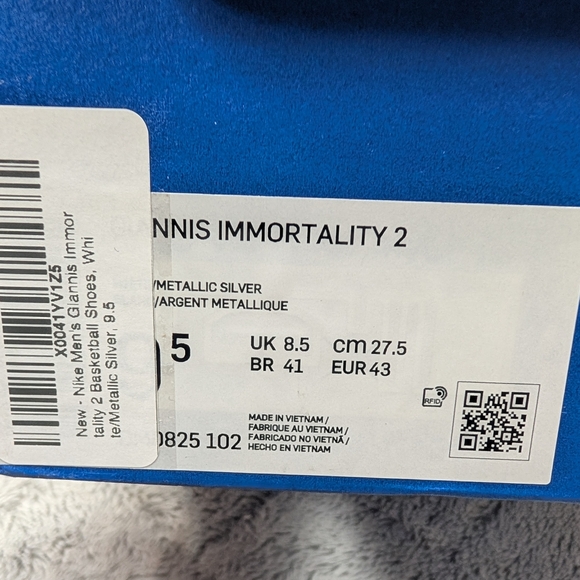 X0041YV1Z5
New - Nike Men's Giannis Immor
tality 2 Basketball Shoes, Whi
te/Metallic Silver, 9.5
NNIS IMMORTALITY 2
/METALLIC SILVER
/ARGENT METALLIQUE
5
UK 8.5 cm 27.5
BR 41 EUR 43
0825 102
MADE IN VIETNAM /
FABRIQUE AU VIETNAM /
FABRICADO NO VIETNÃ /
HECHO EN VIETNAM
RFID